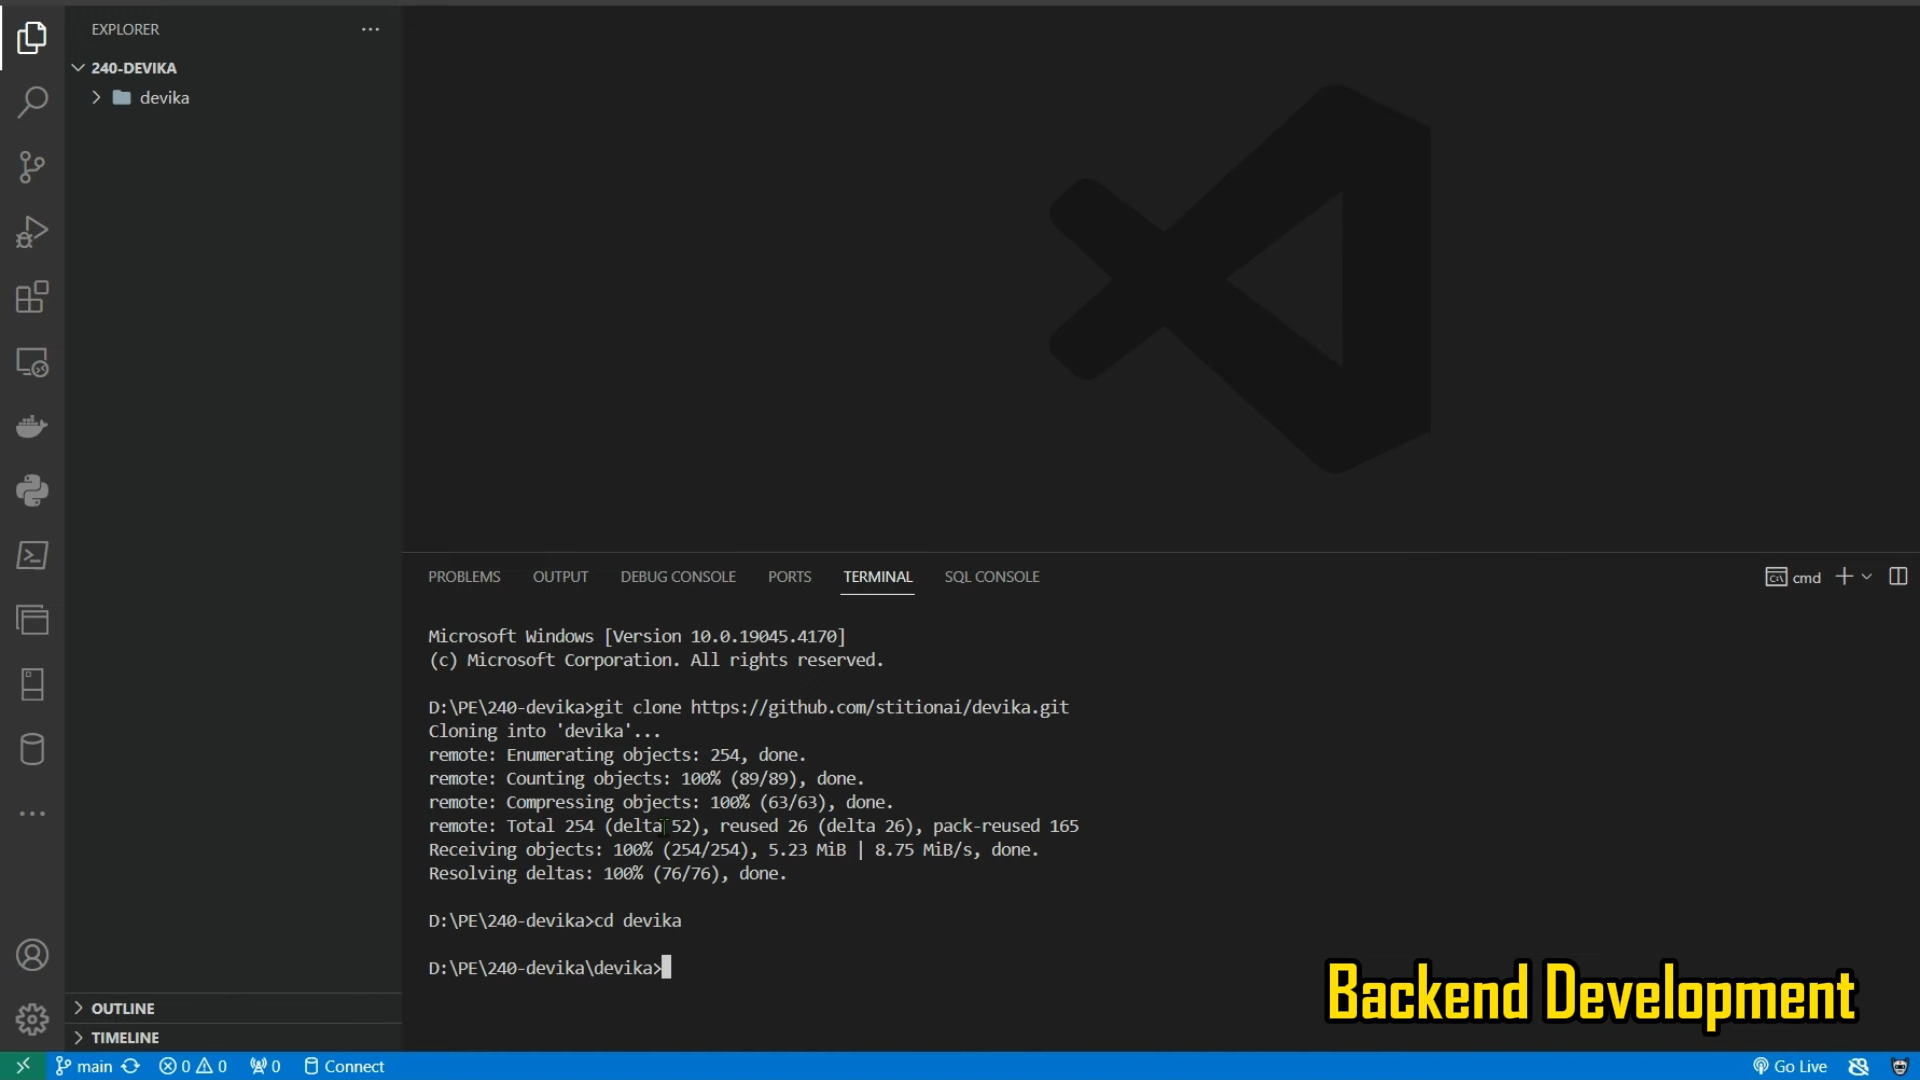 EXPLORER
240-DEVIKA
devika
PROBLEMS OUTPUT DEBUG CONSOLE PORTS TERMINAL SQL CONSOLE
cmd
Microsoft Windows [Version 10.0.19045.4170]
(c) Microsoft Corporation. All rights reserved.
D:\PE\240-devika>git clone https://github.com/stitionai/devika.git
Cloning into 'devika'...
remote: Enumerating objects: 254, done.
remote: Counting objects: 100% (89/89), done.
remote: Compressing objects: 100% (63/63), done.
remote: Total 254 (delta 52), reused 26 (delta 26), pack-reused 165
Receiving objects: 100% (254/254), 5.23 MiB | 8.75 MiB/s, done.
Resolving deltas: 100% (76/76), done.
D:\PE\240-devika>cd devika
D:\PE\240-devika\devika>
Backend Development
OUTLINE
TIMELINE
main 0 0 0 Connect Go Live